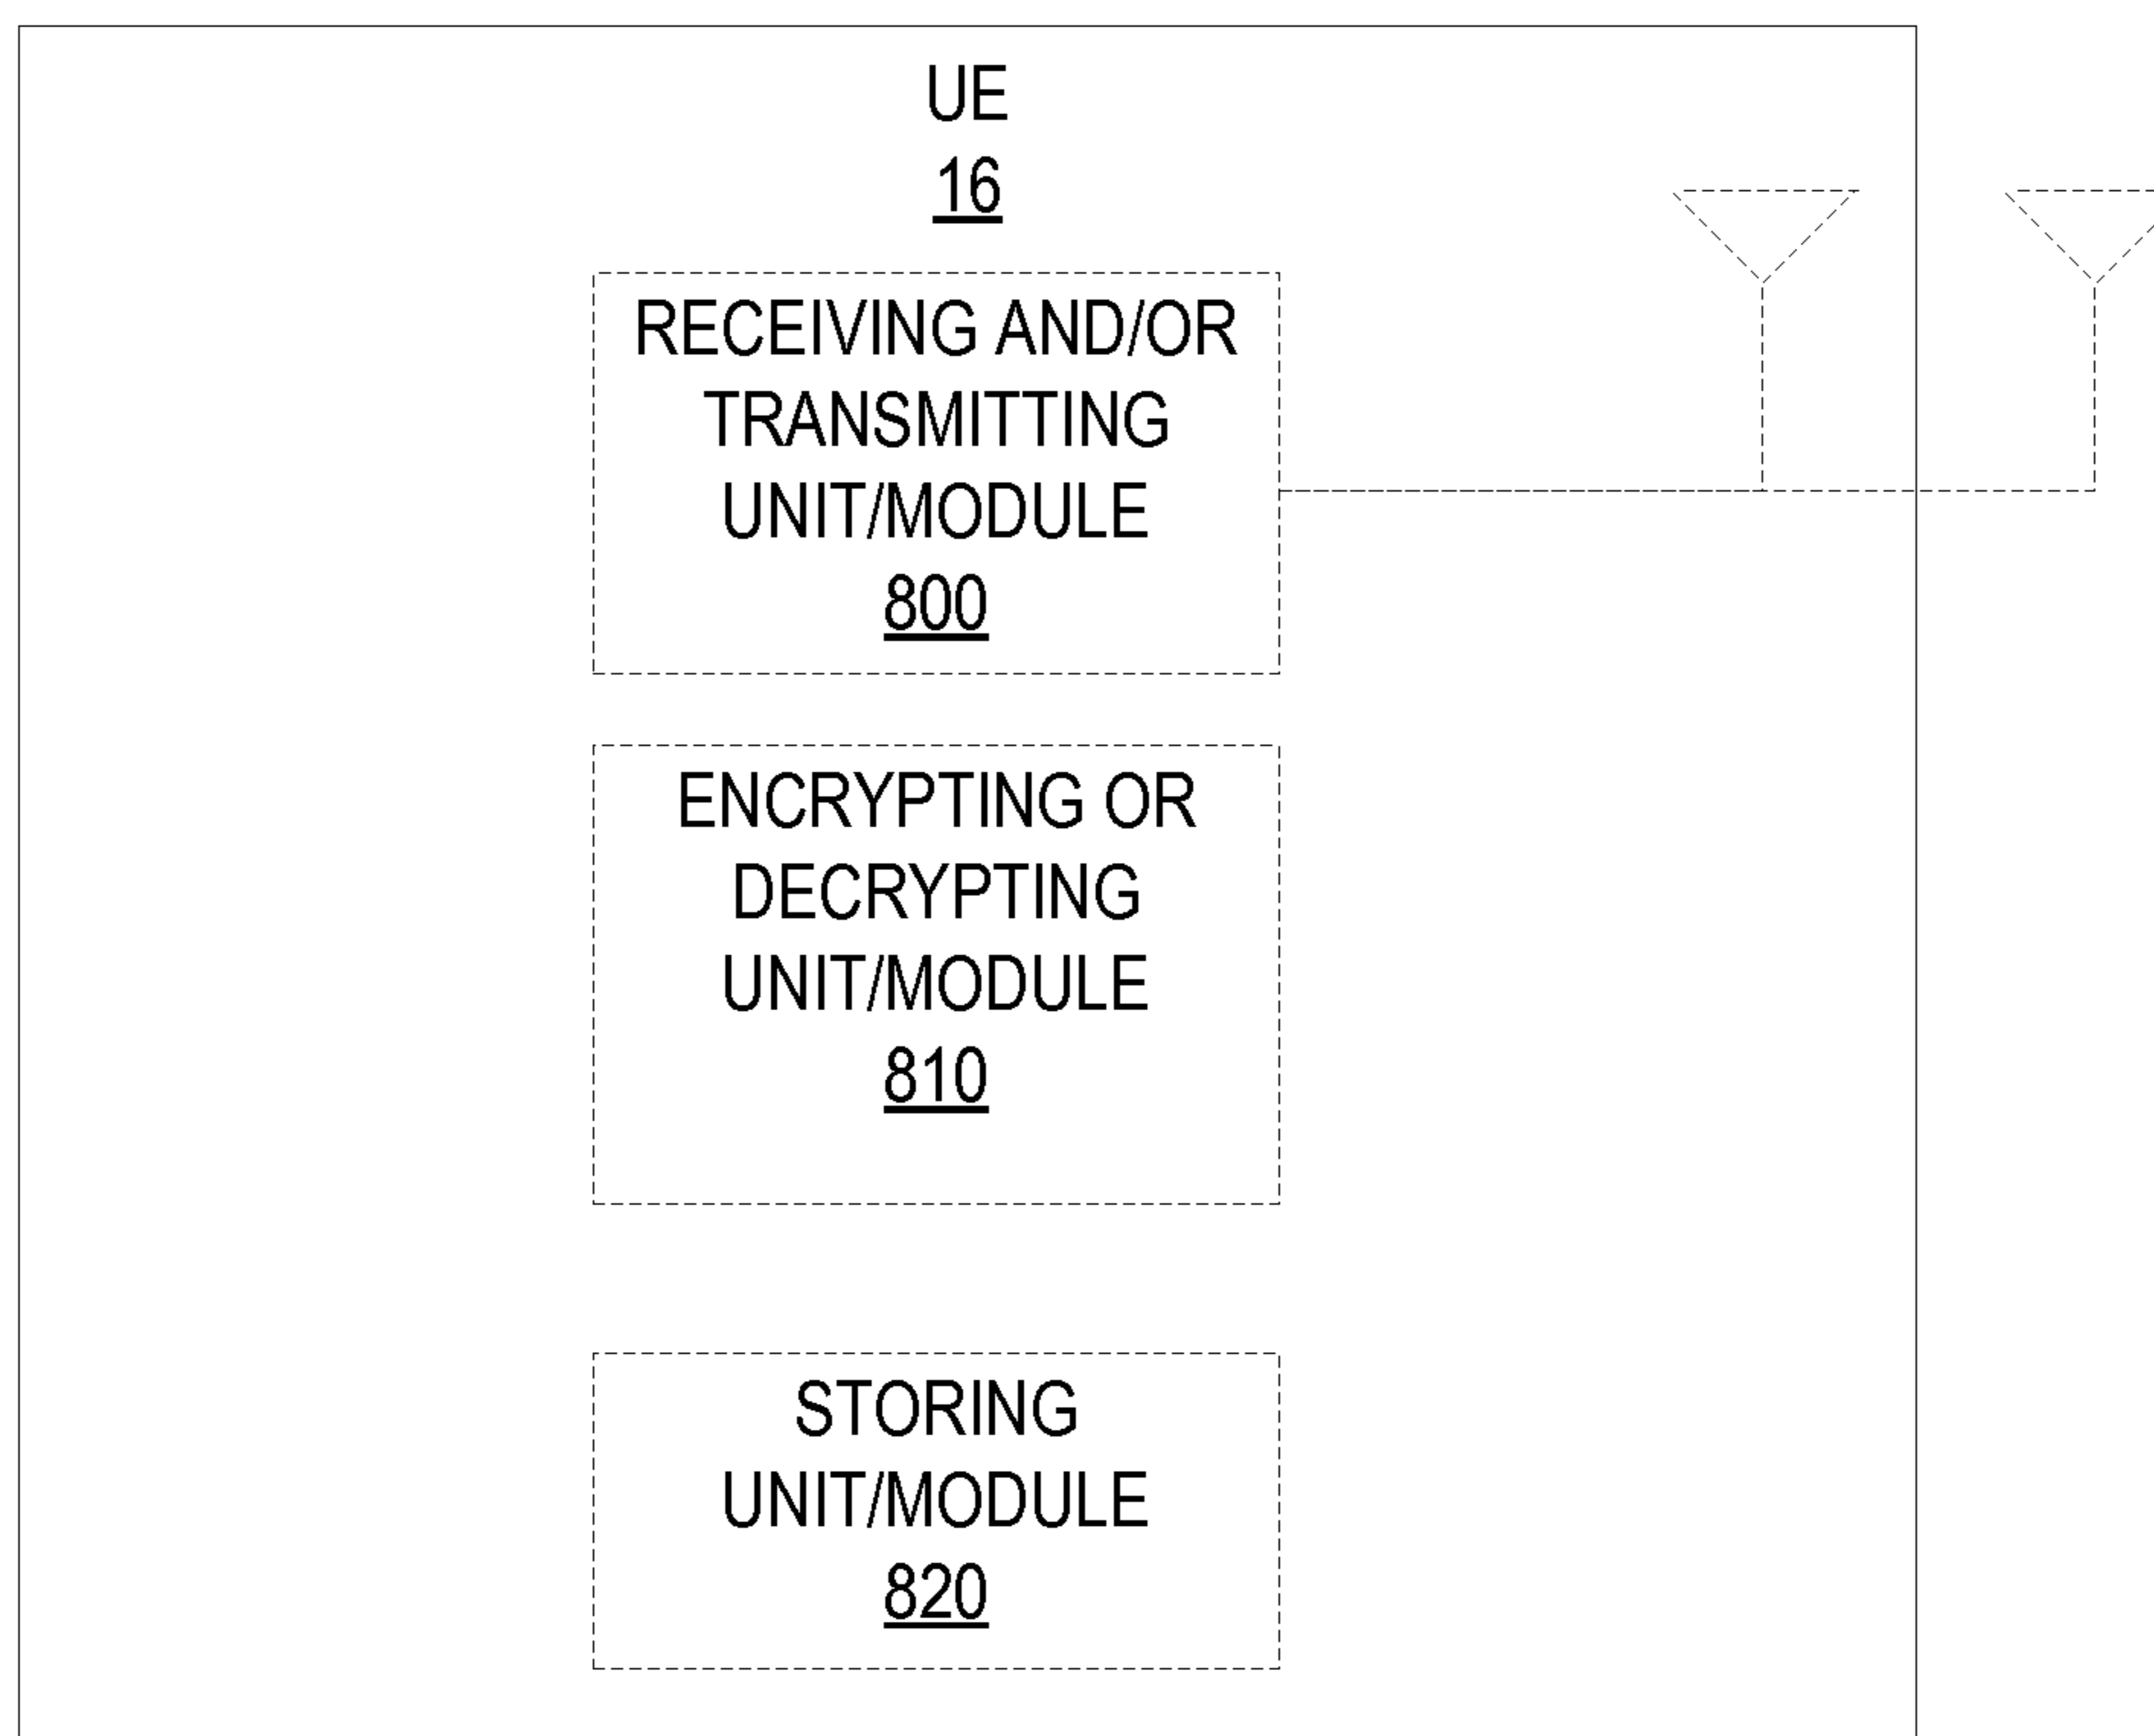 UE
16
RECEIVING AND/OR
TRANSMITTING
UNIT/MODULE
800
ENCRYPTING OR
DECRYPTING
UNIT/MODULE
810
STORING
UNIT/MODULE
820